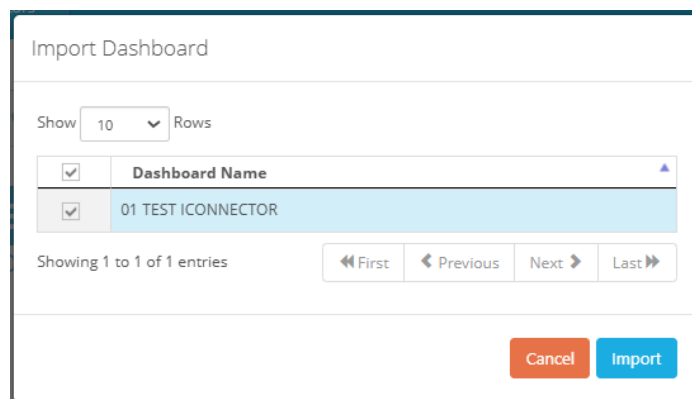 Import Dashboard
Show 10 Rows
Dashboard Name
01 TEST ICONNECTOR
Showing 1 to 1 of 1 entries First Previous Next Last
Cancel Import